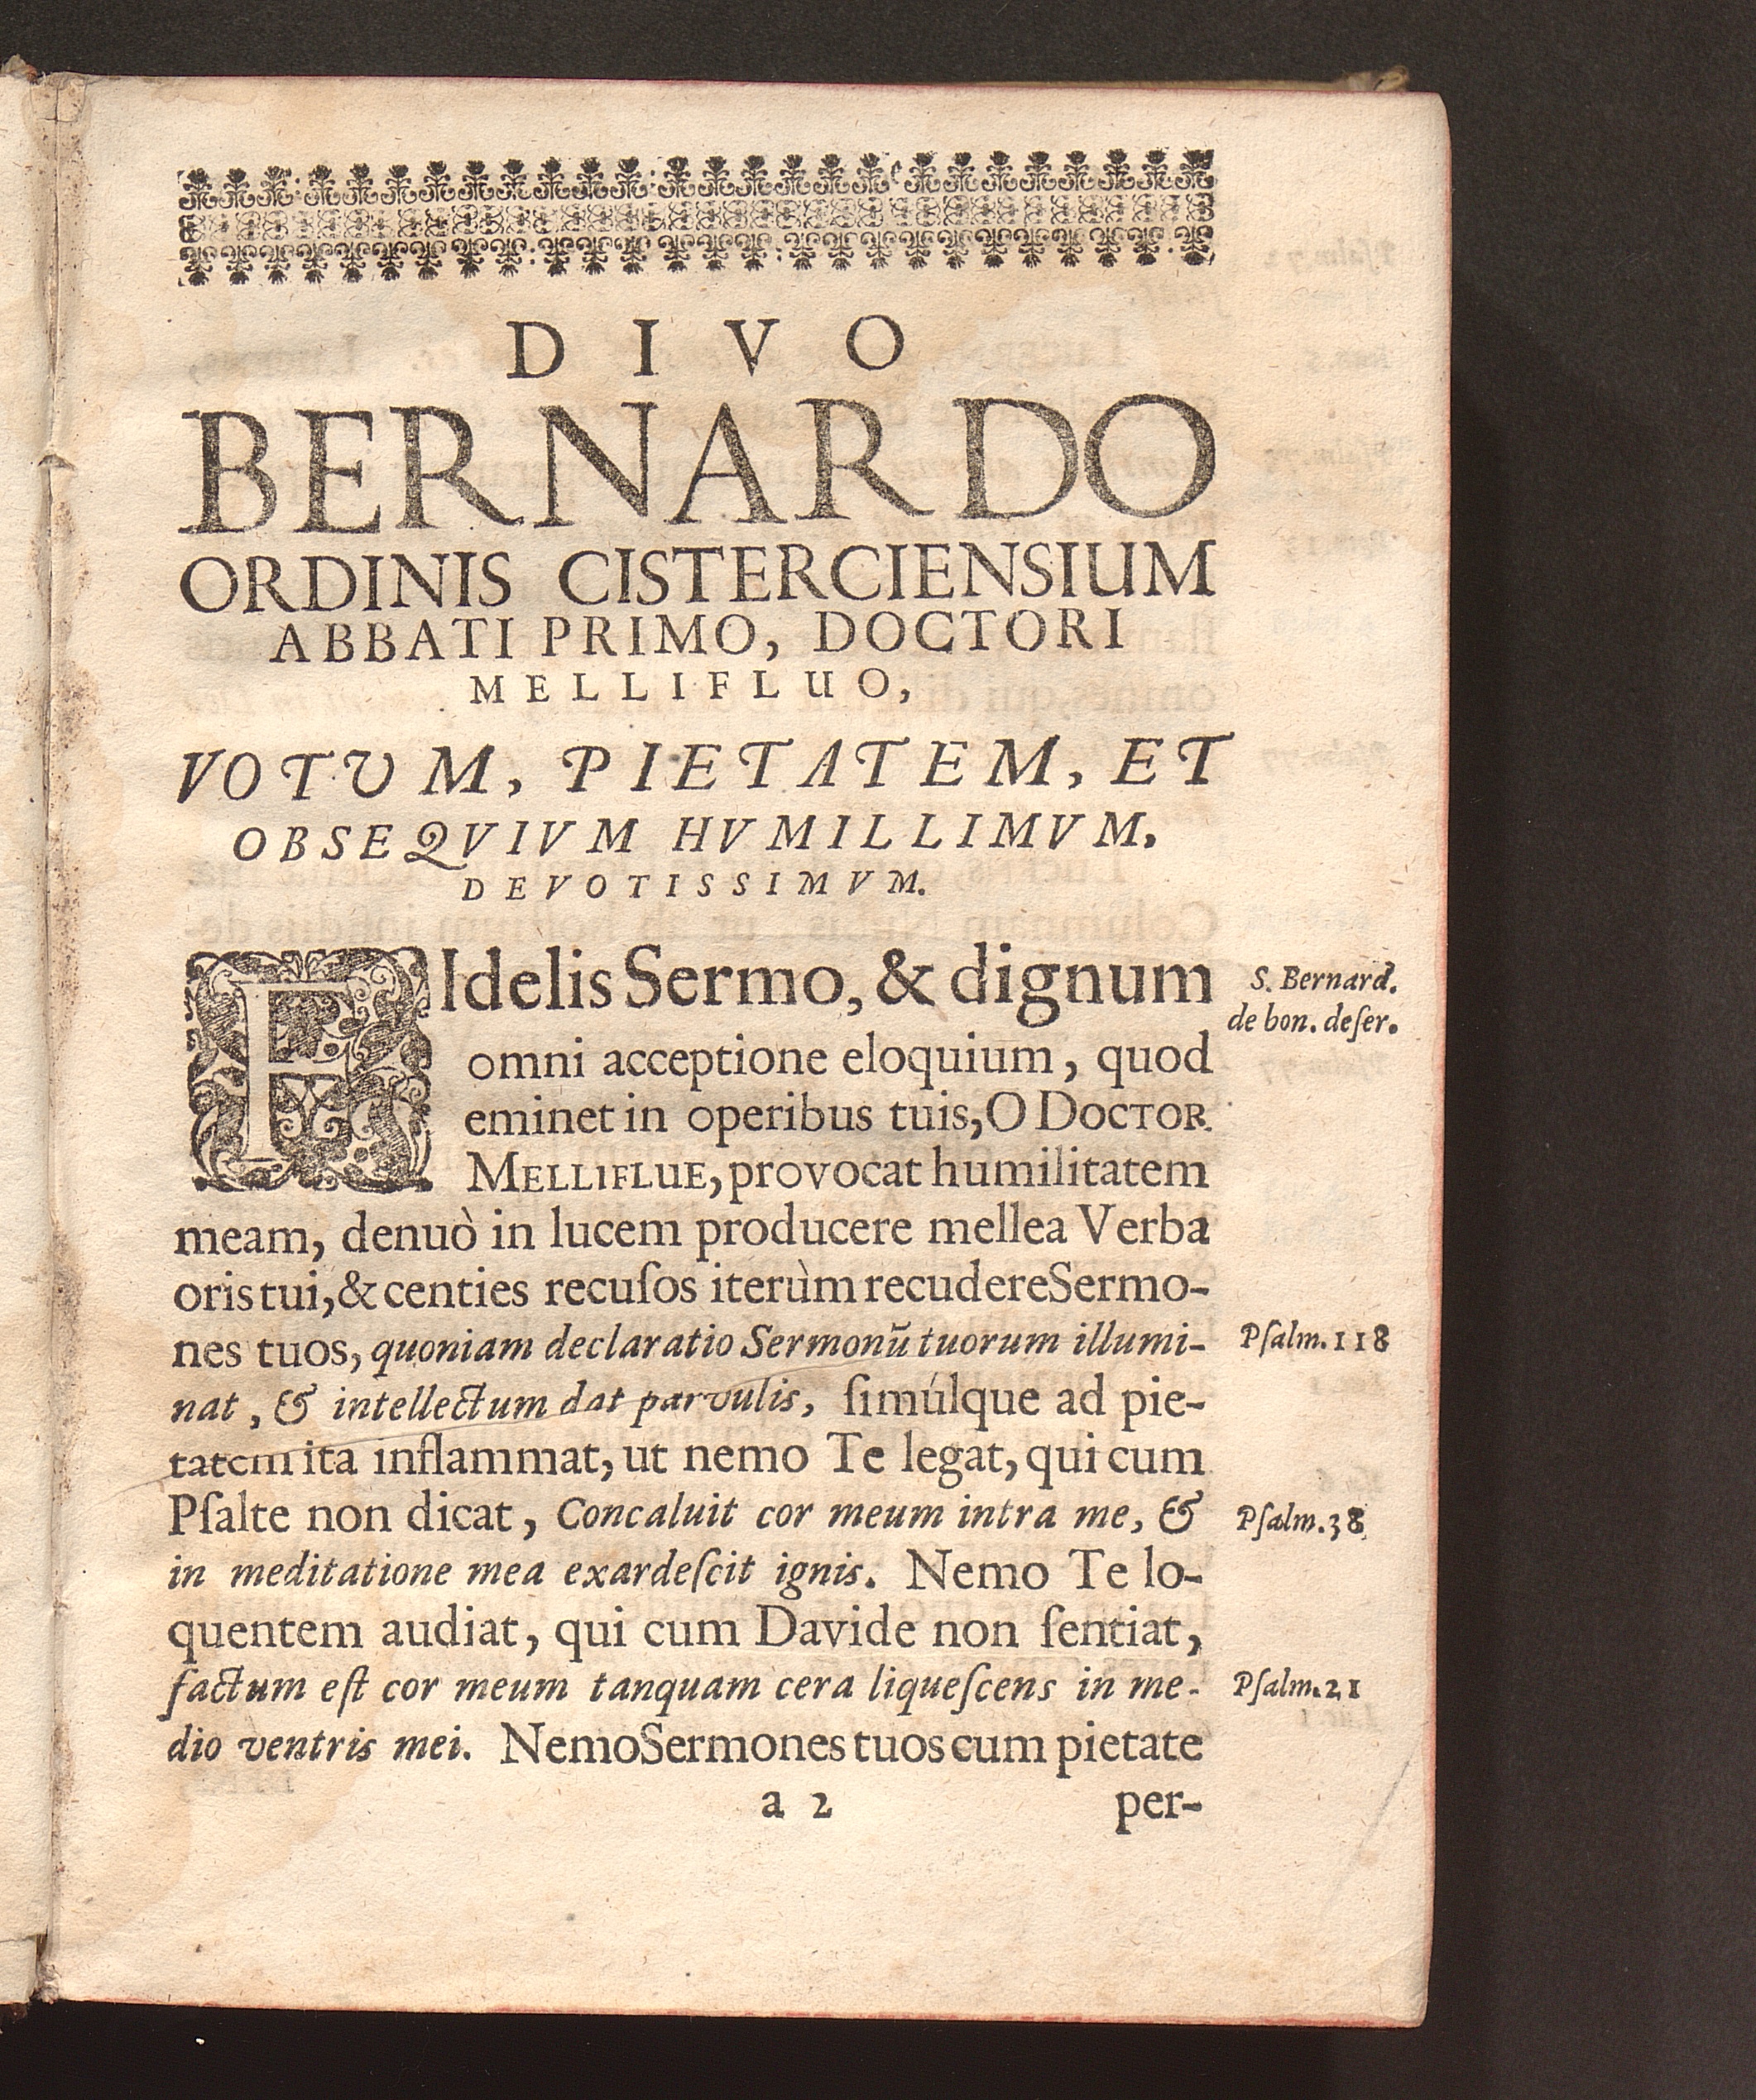 DIVO
BERNARDO
ORDINIS CISTERCIENSIUM
ABBATI PRIMO, DOCTORI
MELLIFLUO,
VOTUM, PIETATEM, ET
OBSEQVIVM HVMILLIMVM,
DEVOTISSIMVM.
FIdelis Sermo, & dignum
S. Bernard.
de bon. deſer.
omni acceptione eloquium, quod
eminet in operibus tuis, O DOCTOR
MELLIFLUE, provocat humilitatem
meam, denuò in lucem producere mellea Verba
oris tui, & centies recuſos iterùm recudere Sermo-
nes tuos, quoniam declaratio Sermonũ tuorum illumi-
Pſalm. 118
nat, & intellectum dat parvulis, ſimúlque ad pie-
tatem ita inflammat, ut nemo Te legat, qui cum
Pſalte non dicat, Concaluit cor meum intra me, &
Pſalm. 38
in meditatione mea exardeſcit ignis. Nemo Te lo-
quentem audiat, qui cum Davide non ſentiat,
factum eſt cor meum tanquam cera liqueſcens in me-
Pſalm. 21
dio ventris mei. Nemo Sermones tuos cum pietate
a 2
per-